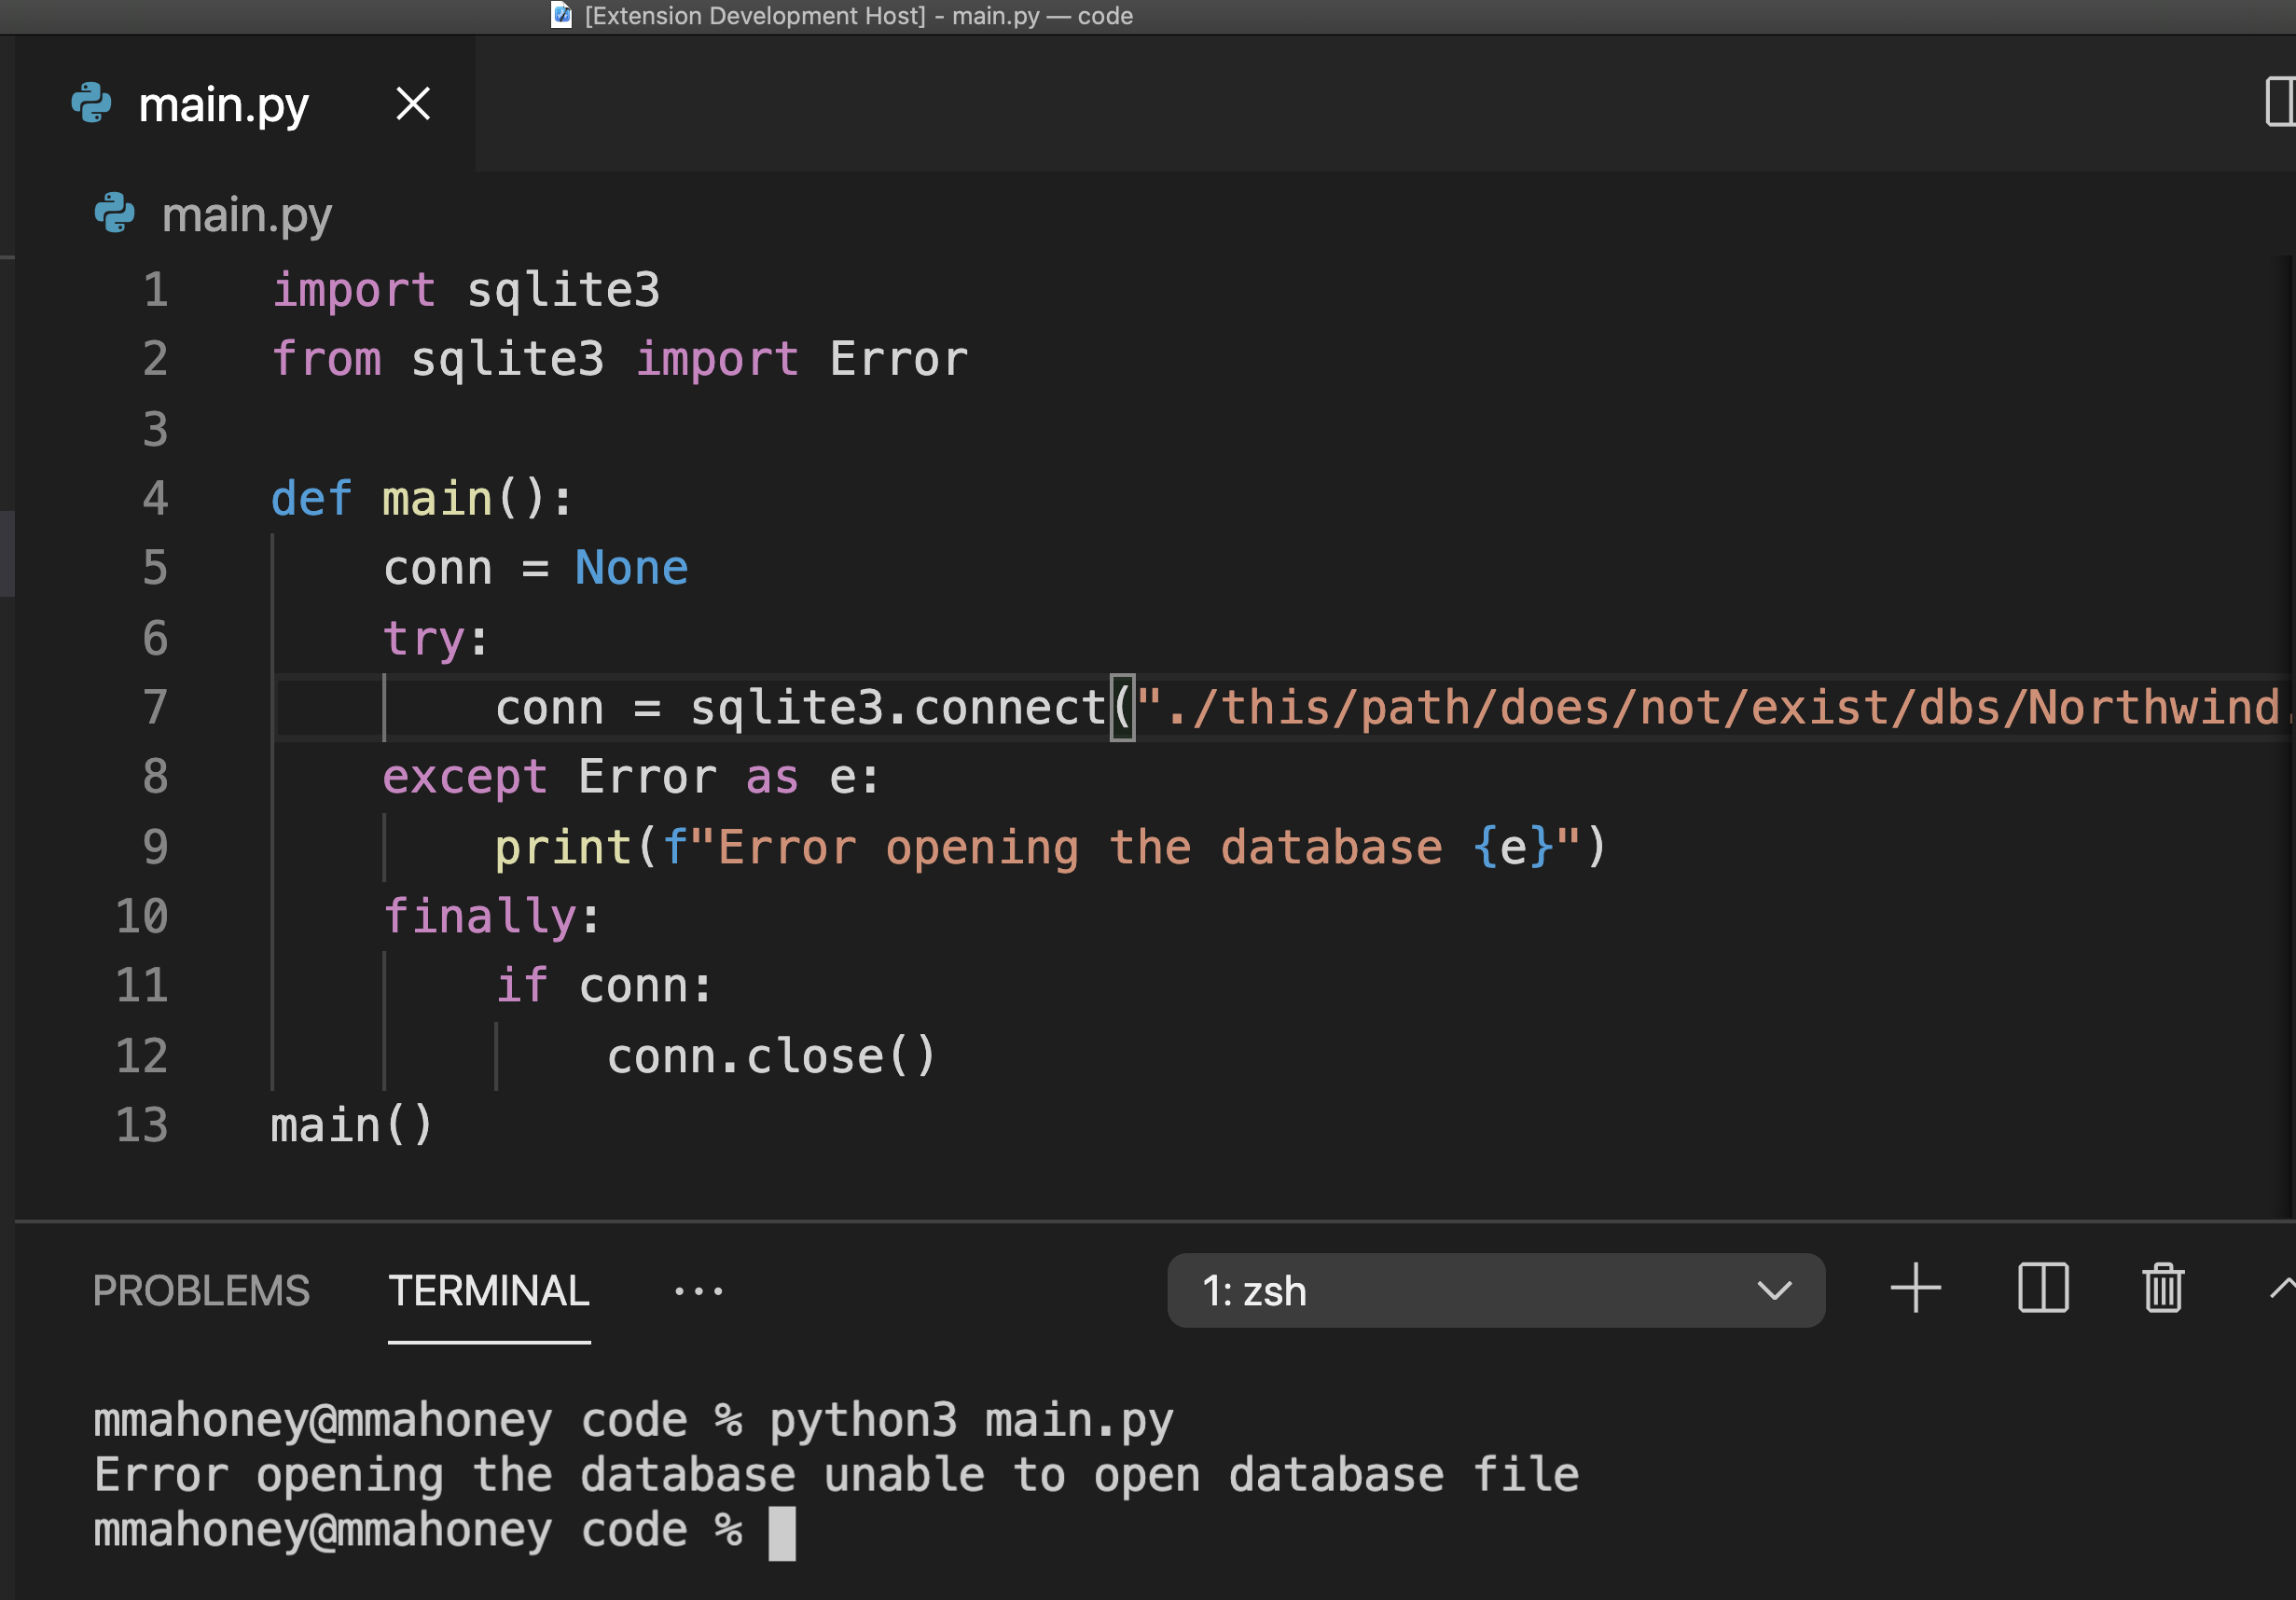 [Extension Development Host] - main.py — code
main.py
main.py
1 import sqlite3
2 from sqlite3 import Error
3
4 def main():
5     conn = None
6     try:
7         conn = sqlite3.connect("./this/path/does/not/exist/dbs/Northwind.
8     except Error as e:
9         print(f"Error opening the database {e}")
10     finally:
11         if conn:
12             conn.close()
13 main()
PROBLEMS TERMINAL ··· 1: zsh
mmahoney@mmahoney code % python3 main.py
Error opening the database unable to open database file
mmahoney@mmahoney code %